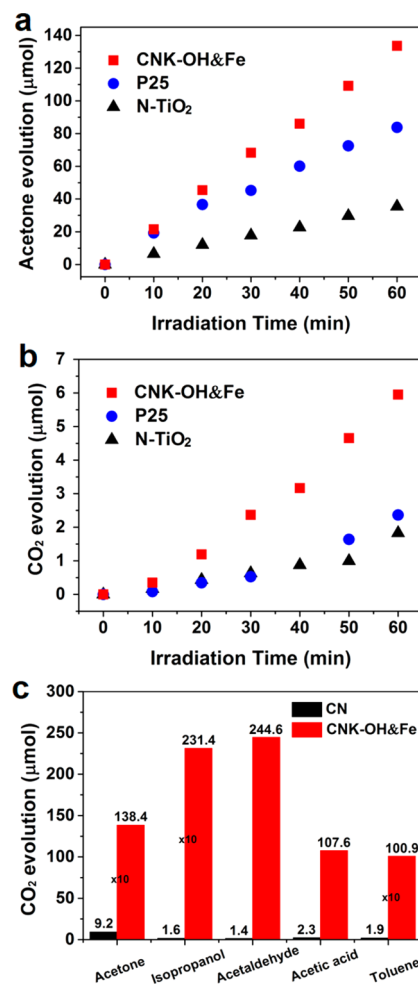 a
140
120
100
80
60
40
20
0
Acetone evolution (μmol)
CNK-OH&Fe
P25
N-TiO₂
0 10 20 30 40 50 60
Irradiation Time (min)
b
7
6
5
4
3
2
1
0
CO₂ evolution (μmol)
CNK-OH&Fe
P25
N-TiO₂
0 10 20 30 40 50 60
Irradiation Time (min)
c
300
250
200
150
100
50
0
CO₂ evolution (μmol)
CN
CNK-OH&Fe
9.2 138.4 x10
1.6 231.4 x10
1.4 244.6
2.3 107.6
1.9 100.9 x10
Acetone Isopropanol Acetaldehyde Acetic acid Toluene